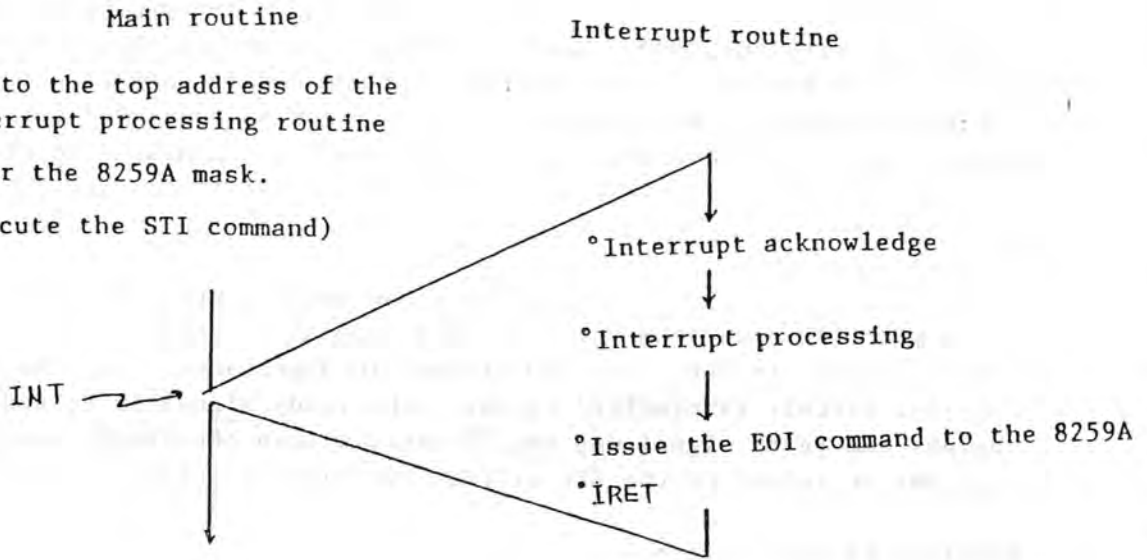 Main routine
Interrupt routine
to the top address of the
errupt processing routine
r the 8259A mask.
cute the STI command)
°Interrupt acknowledge
°Interrupt processing
INT
°Issue the EOI command to the 8259A
•IRET